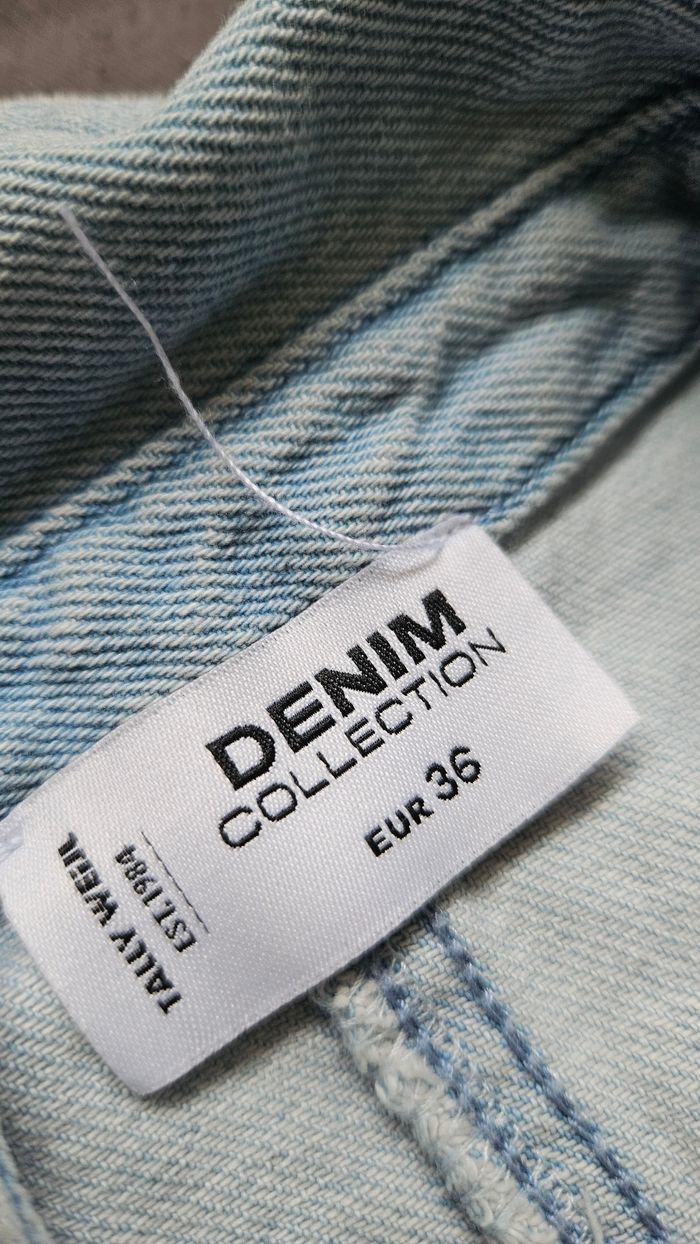 DENIM
COLLECTION
EUR 36
TALLY WEiJL
EST. 1984